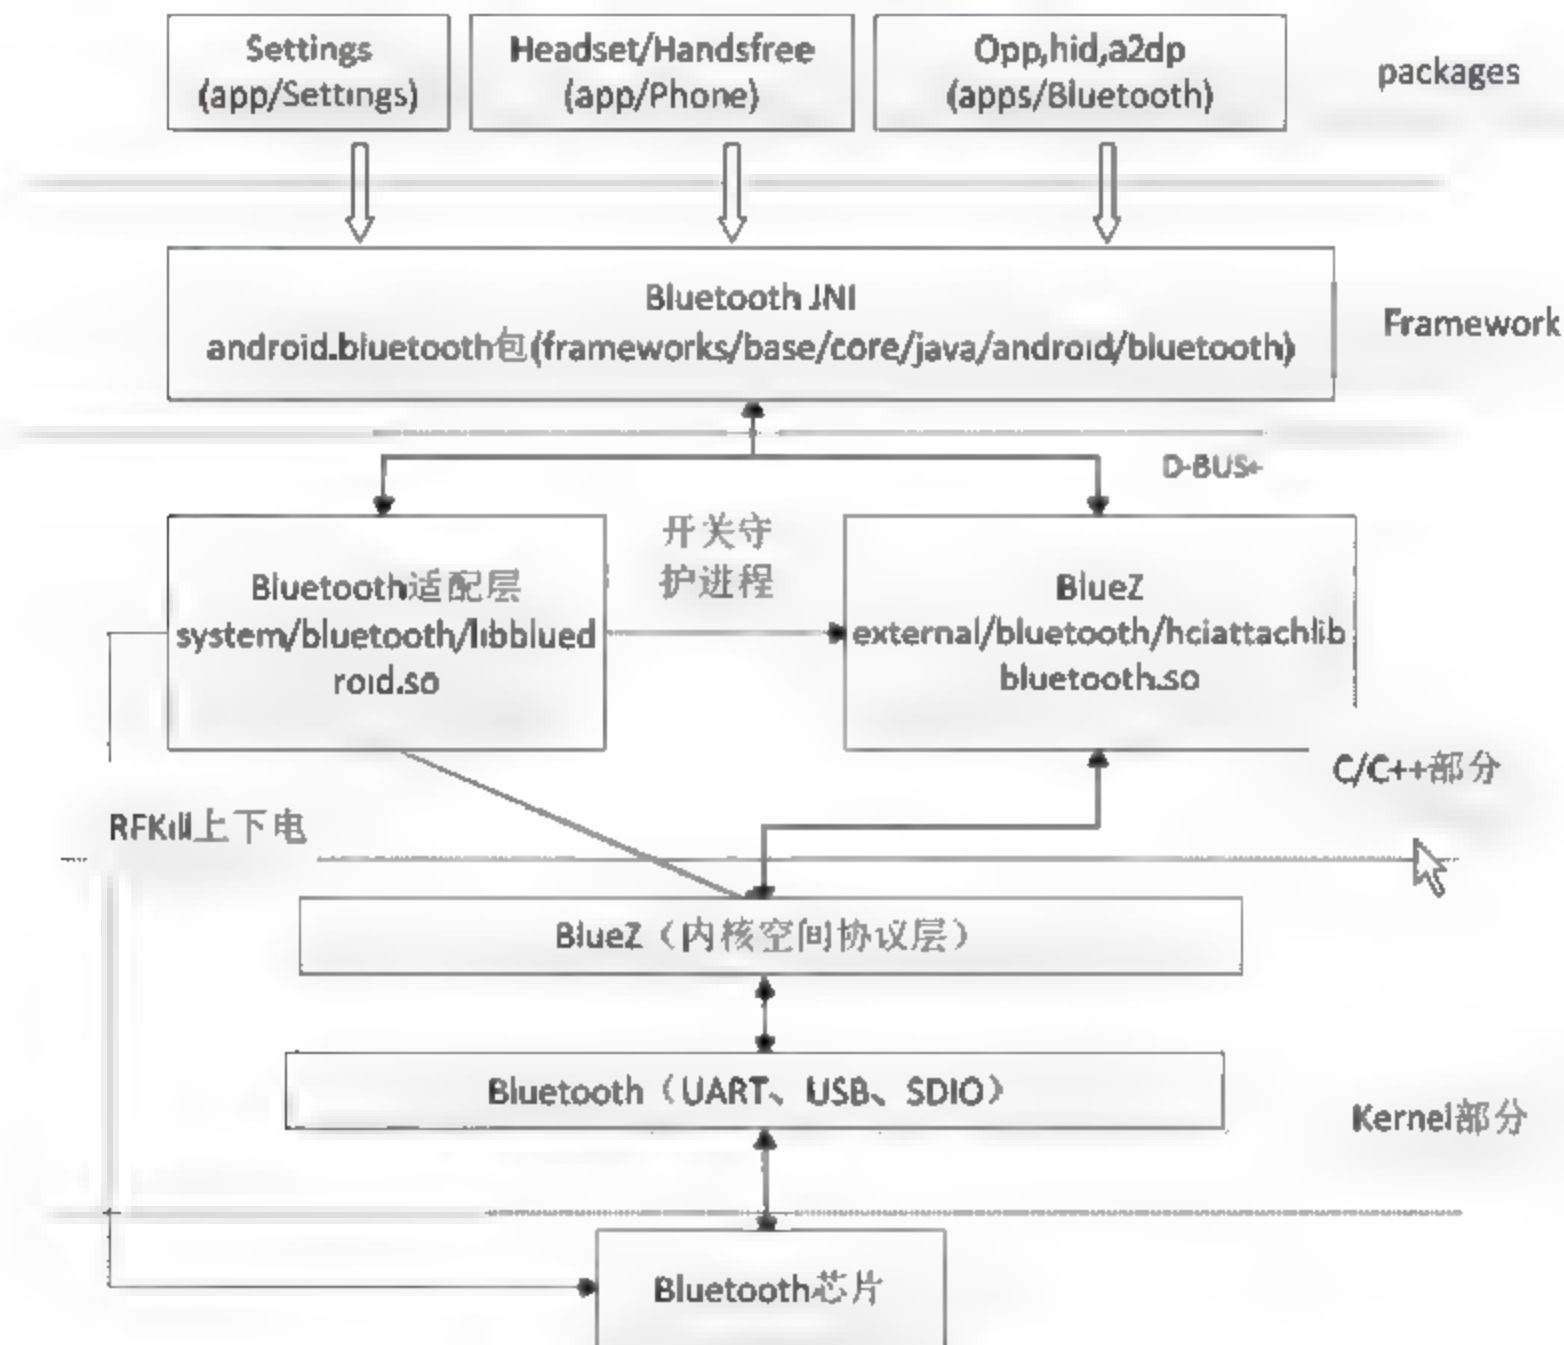 Settings
(app/Settings)
Headset/Handsfree
(app/Phone)
Opp,hid,a2dp
(apps/Bluetooth)
packages
Bluetooth JNI
android.bluetooth包(frameworks/base/core/java/android/bluetooth)
Framework
D-BUS+
开关守
护进程
Bluetooth适配层
system/bluetooth/libblued
roid.so
BlueZ
external/bluetooth/hciattachlib
bluetooth.so
C/C++部分
RFKill上下电
BlueZ（内核空间协议层）
Bluetooth（UART、USB、SDIO）
Kernel部分
Bluetooth芯片